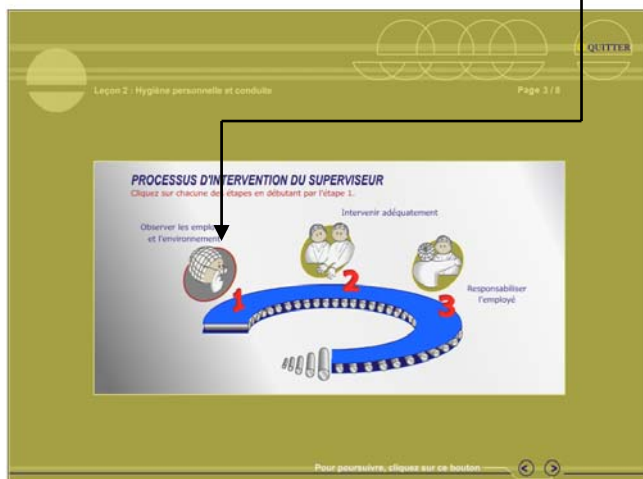 QUITTER
Leçon 2 : Hygiène personnelle et conduite
Page 3 / 8
PROCESSUS D'INTERVENTION DU SUPERVISEUR
Cliquez sur chacune des étapes en débutant par l'étape 1.
Intervenir adéquatement
Observer les
et l'environnement
1
2
3
Responsabiliser
l'employé
Pour poursuivre, cliquez sur ce bouton